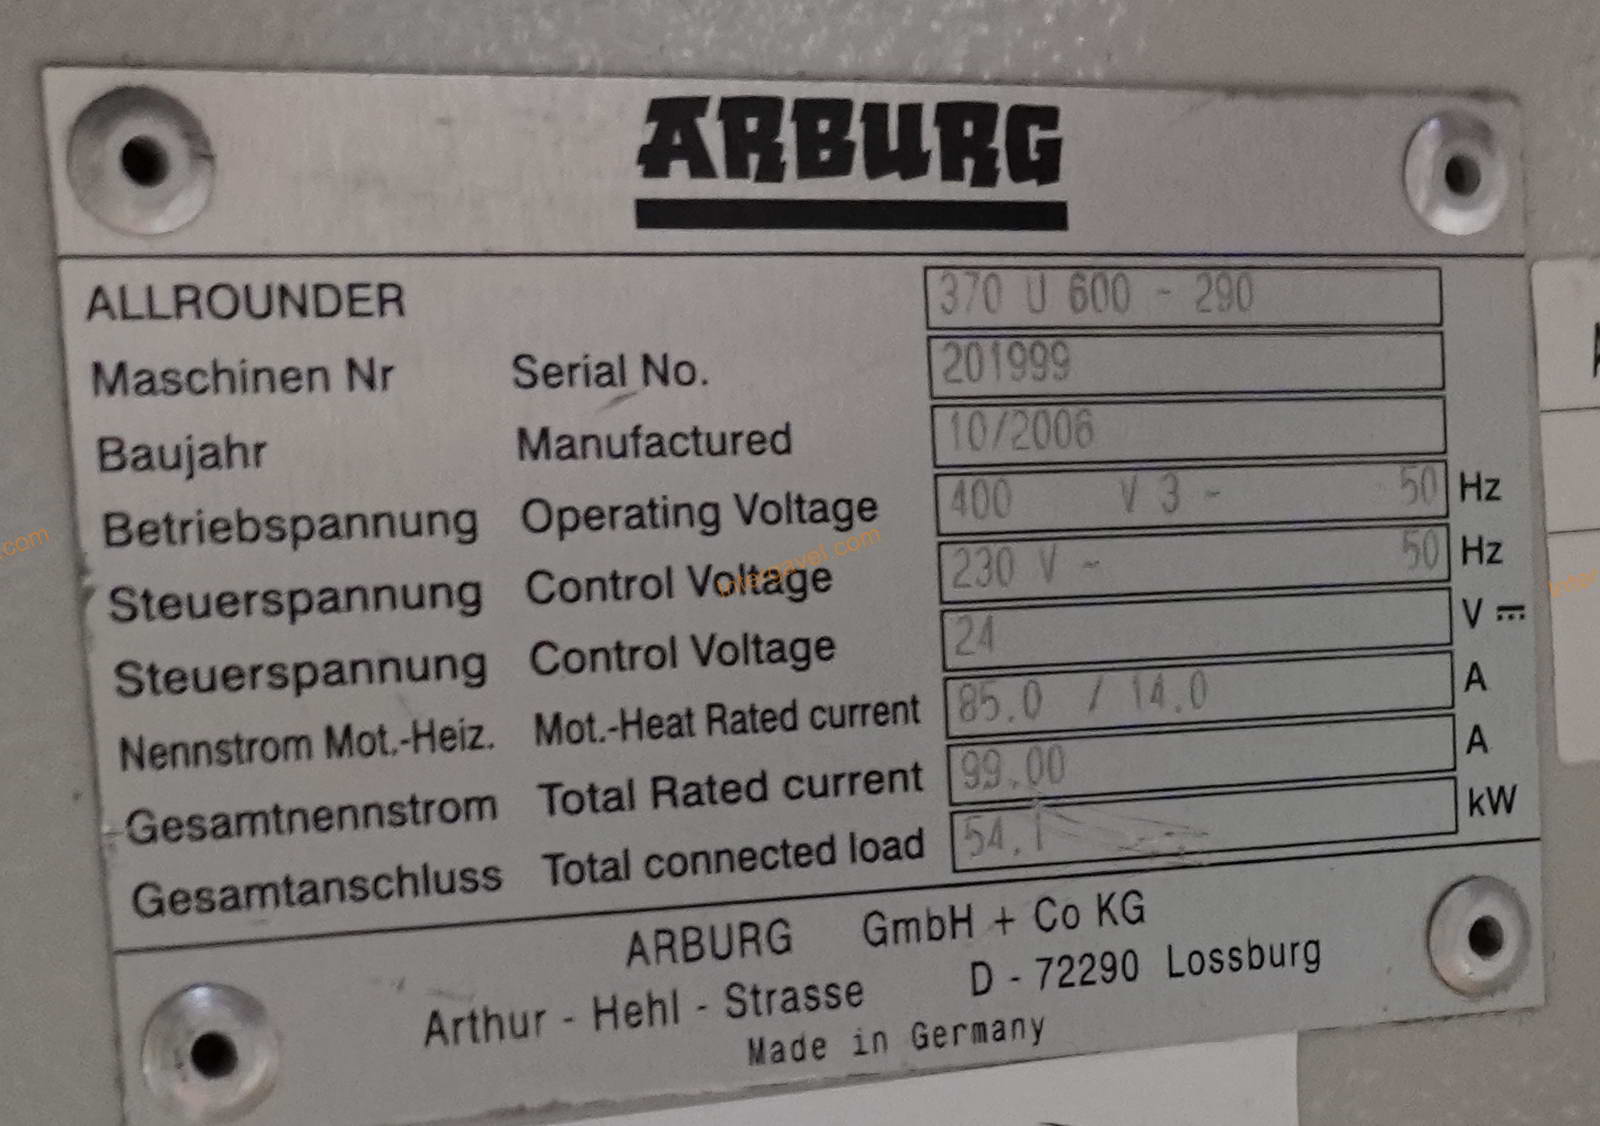 ARBURG
ALLROUNDER 370 U 600 - 290
Maschinen Nr Serial No. 201999
Baujahr Manufactured 10/2006
Betriebspannung Operating Voltage 400 V 3 ~ 50 Hz
Steuerspannung Control Voltage 230 V ~ 50 Hz
Steuerspannung Control Voltage 24 V ⎓
Nennstrom Mot.-Heiz. Mot.-Heat Rated current 85.0 / 14.0 A
Gesamtnennstrom Total Rated current 99.00 A
Gesamtanschluss Total connected load 54.1 kW
ARBURG GmbH + Co KG
Arthur - Hehl - Strasse D - 72290 Lossburg
Made in Germany
intergavel.com